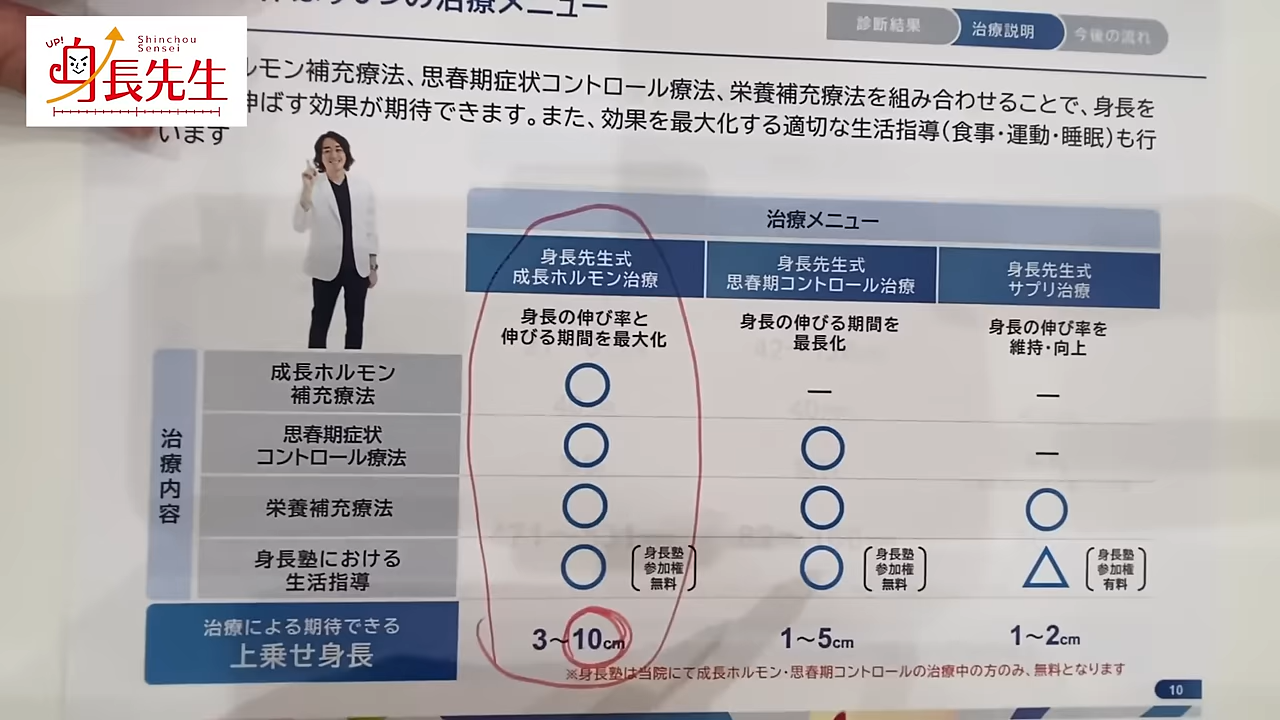 の治療メニュー
診断結果
治療説明
今後の流れ
UP!
Shinchou
Sensei
身長先生
ルモン補充療法、思春期症状コントロール療法、栄養補充療法を組み合わせることで、身長を
伸ばす効果が期待できます。また、効果を最大化する適切な生活指導(食事・運動・睡眠)も行
います
治療メニュー
身長先生式
成長ホルモン治療
身長先生式
思春期コントロール治療
身長先生式
サプリ治療
身長の伸び率と
伸びる期間を最大化
身長の伸びる期間を
最長化
身長の伸び率を
維持・向上
治療内容
成長ホルモン
補充療法
○
ー
ー
思春期症状
コントロール療法
○
○
ー
栄養補充療法
○
○
○
身長塾における
生活指導
○
身長塾
参加権
無料
○
身長塾
参加権
無料
△
身長塾
参加権
有料
治療による期待できる
上乗せ身長
3～10cm
1～5cm
1～2cm
※身長塾は当院にて成長ホルモン・思春期コントロールの治療中の方のみ、無料となります
10